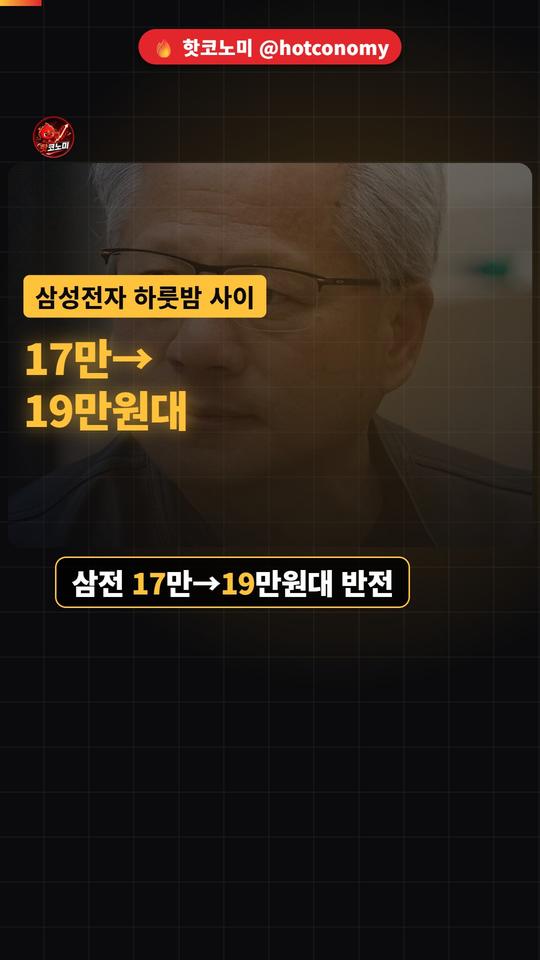 🔥 핫코노미 @hotconomy
핫코노미
삼성전자 하룻밤 사이
17만→
19만원대
삼전 17만→19만원대 반전